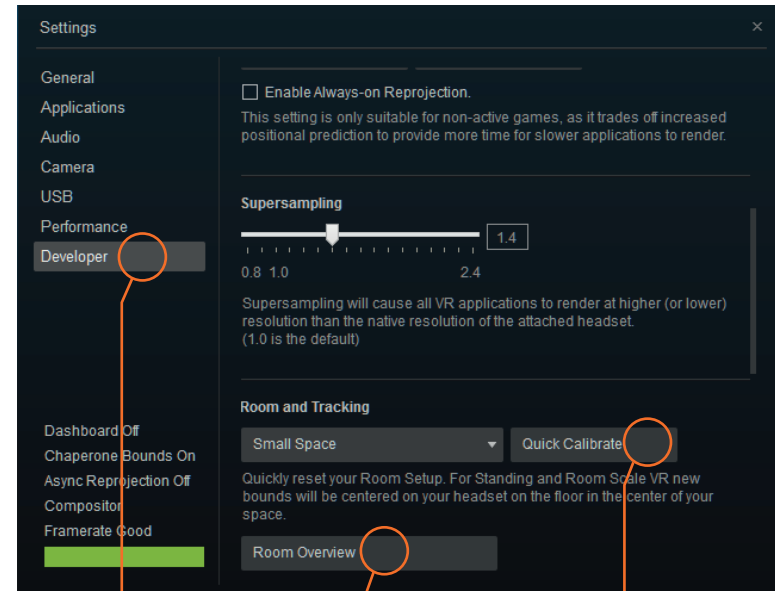 Settings
General
Applications
Audio
Camera
USB
Performance
Developer
Dashboard Off
Chaperone Bounds On
Async Reprojection Off
Compositor
Framerate Good
Enable Always-on Reprojection.
This setting is only suitable for non-active games, as it trades off increased
positional prediction to provide more time for slower applications to render.
Supersampling
1.4
0.8 1.0 2.4
Supersampling will cause all VR applications to render at higher (or lower)
resolution than the native resolution of the attached headset.
(1.0 is the default)
Room and Tracking
Small Space
Quick Calibrate
Quickly reset your Room Setup. For Standing and Room Scale VR new
bounds will be centered on your headset on the floor in the center of your
space.
Room Overview